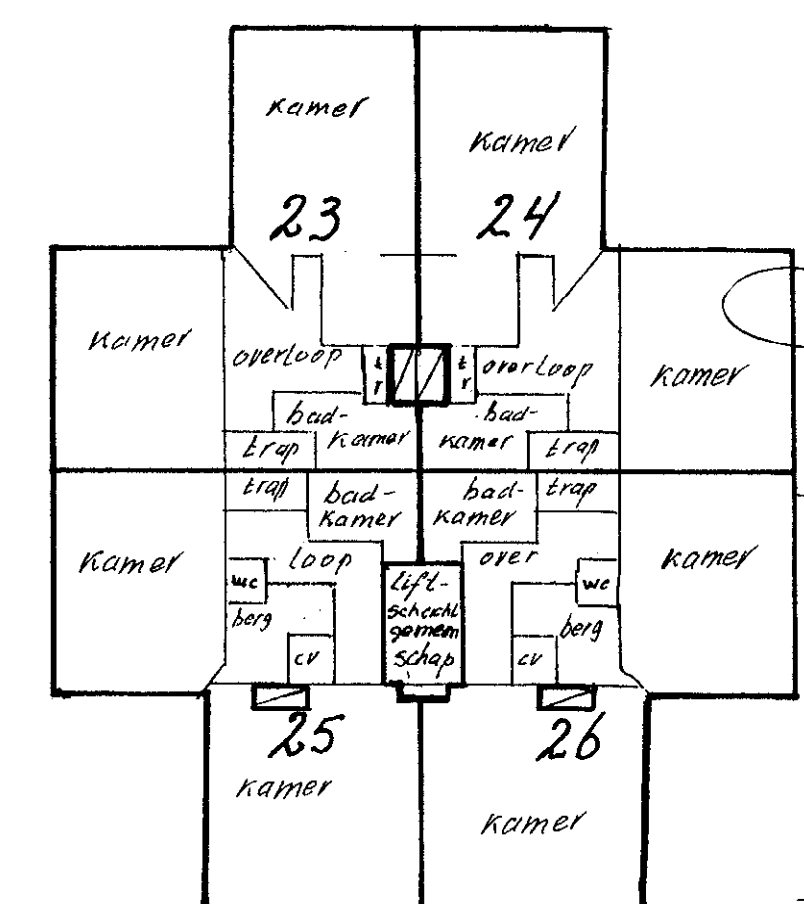 kamer
kamer
23
24
kamer
overloop
t
r
t
r
overloop
kamer
bad-
kamer
bad-
kamer
trap
trap
trap
bad-
kamer
bad-
kamer
trap
kamer
loop
over
kamer
wc
wc
lift-
schacht
gemeen
schap
berg
berg
cv
cv
25
26
kamer
kamer